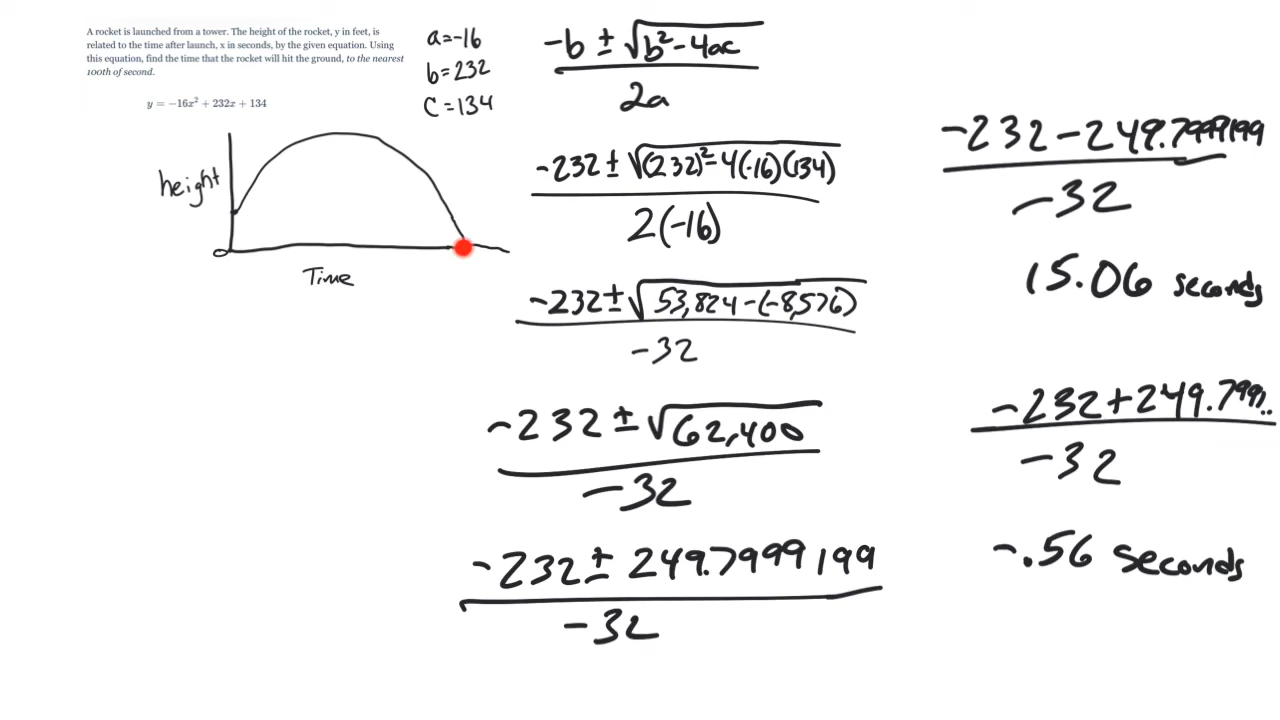 A rocket is launched from a tower. The height of the rocket, y in feet, is
related to the time after launch, x in seconds, by the given equation. Using
this equation, find the time that the rocket will hit the ground, to the nearest
100th of second.
y = −16x² + 232x + 134
a=-16
b=232
C=134
height
Time
-b ± √b²-4ac
2a
-232 ± √(232)²-4(-16)(134)
2(-16)
-232 ± √53,824-(-8,576)
-32
-232 ± √62,400
-32
-232 ± 249.7999199
-32
-232-249.7999199
-32
15.06 seconds
-232+249.799..
-32
-.56 seconds